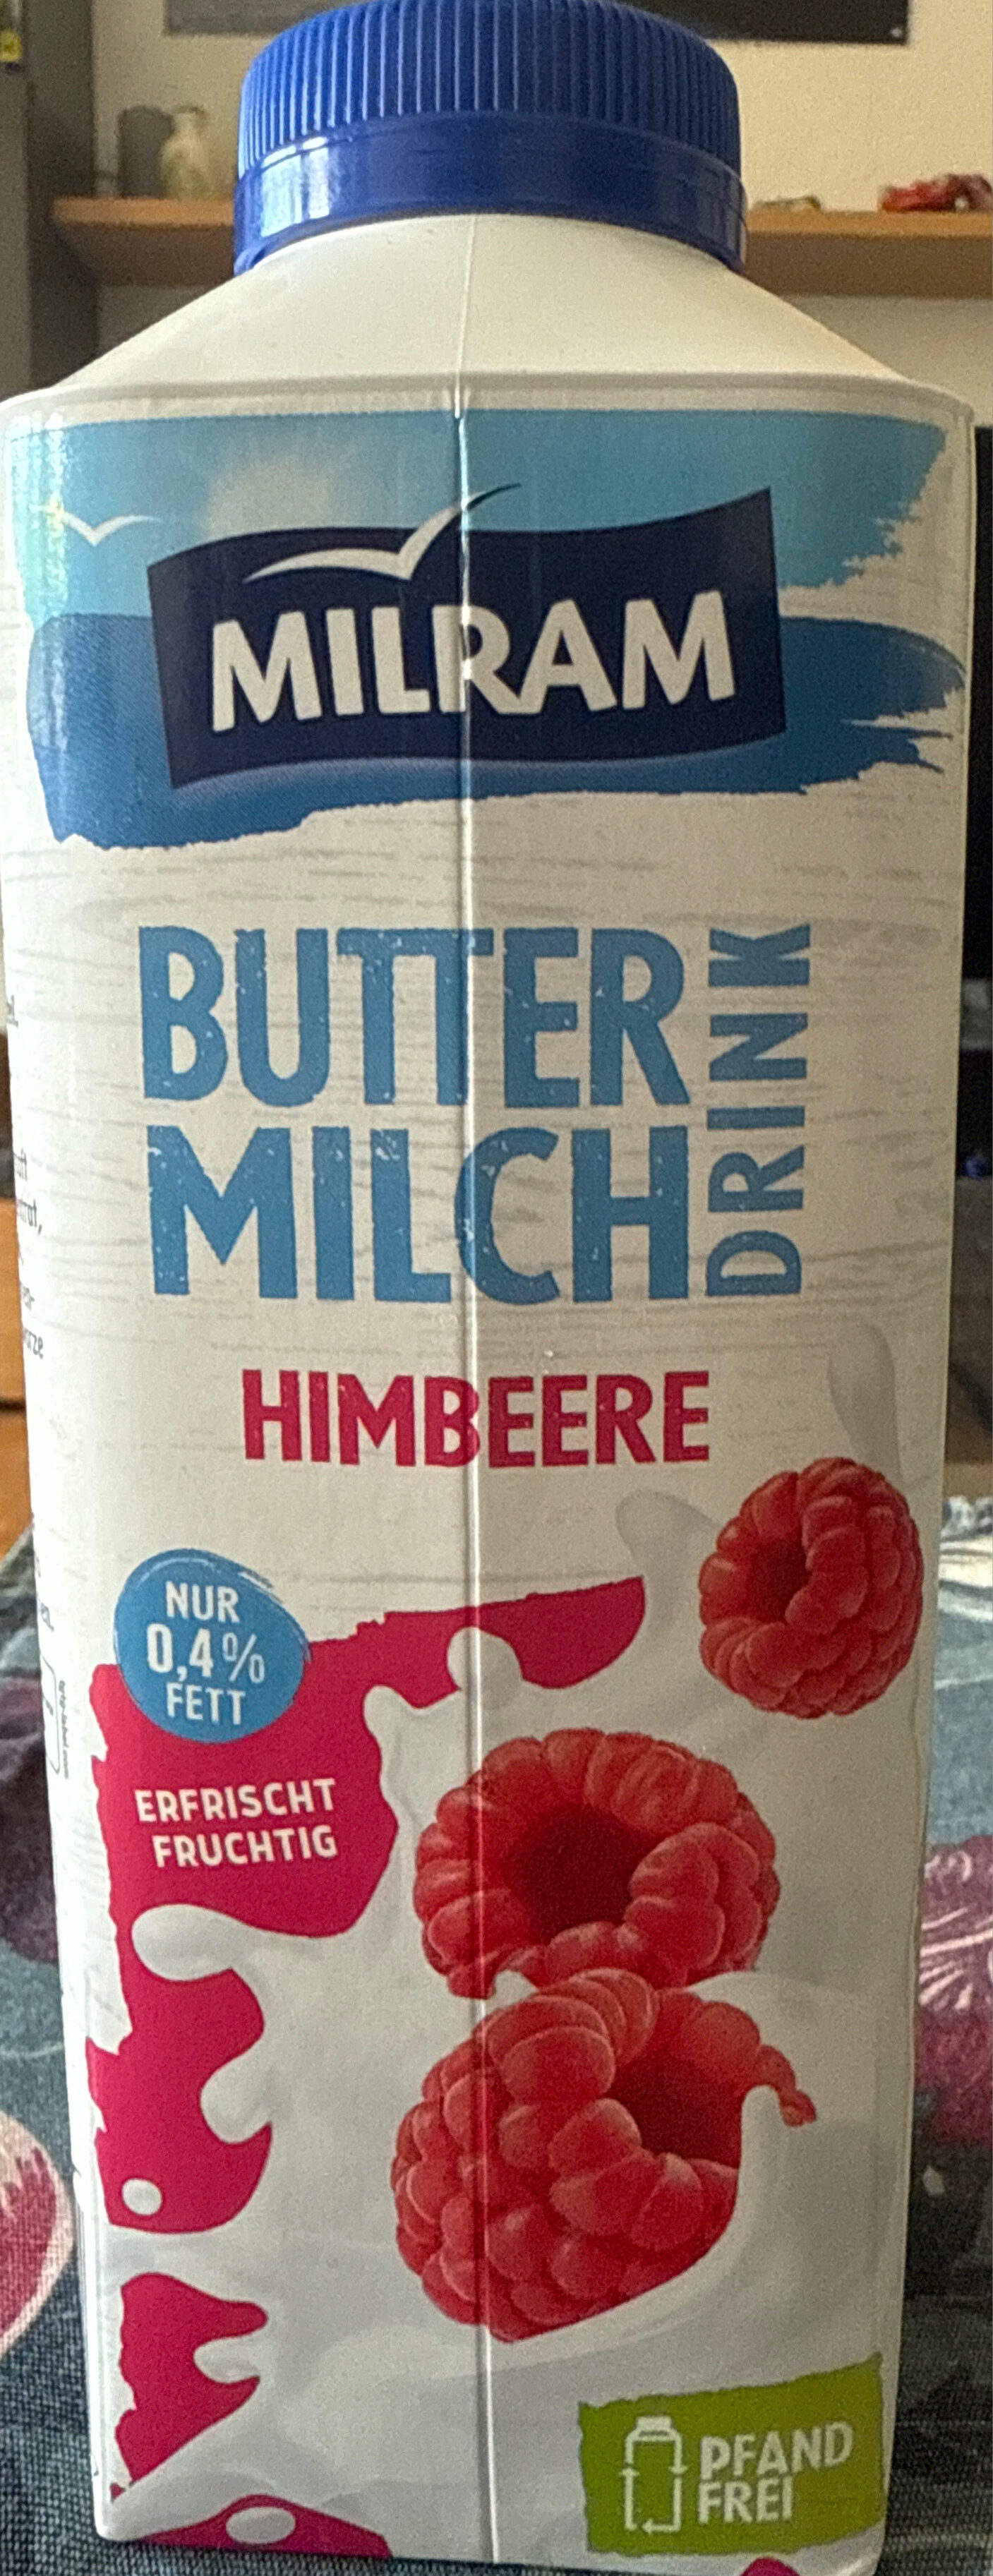 MILRAM
BUTTER
MILCH
DRINK
HIMBEERE
NUR
0,4%
FETT
ERFRISCHT
FRUCHTIG
PFAND
FREI